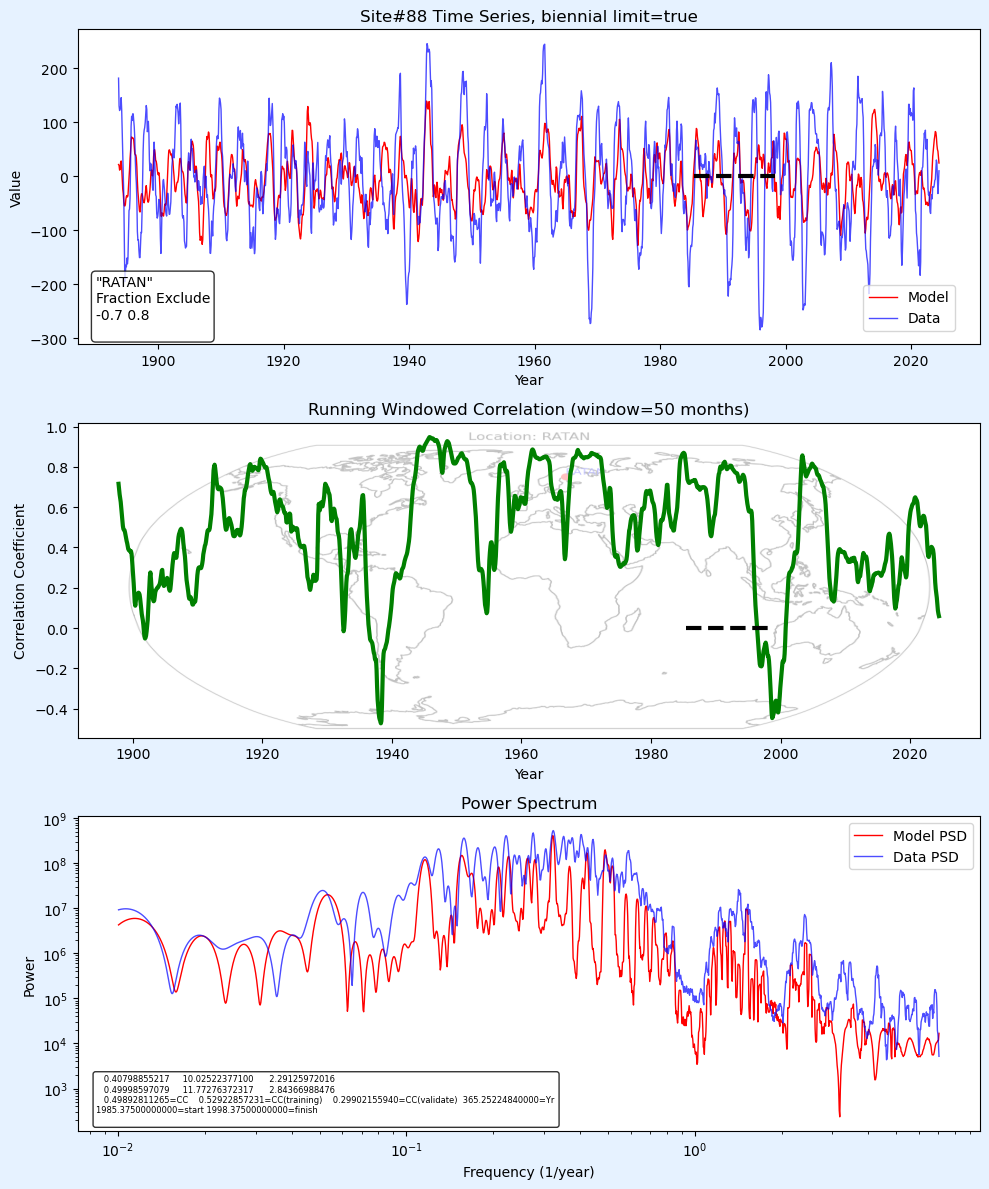 Site#88 Time Series, biennial limit=true
200
100
0
−100
−200
−300
Value
"RATAN"
Fraction Exclude
-0.7 0.8
Model
Data
1900
1920
1940
1960
1980
2000
2020
Year
Running Windowed Correlation (window=50 months)
Location: RATAN
1.0
0.8
0.6
0.4
0.2
0.0
−0.2
−0.4
Correlation Coefficient
1900
1920
1940
1960
1980
2000
2020
Year
Power Spectrum
10⁹
10⁸
10⁷
10⁶
10⁵
10⁴
10³
Power
Model PSD
Data PSD
0.40798855217 10.02522377100 2.29125972016
0.49998597079 11.77276372317 2.84366988476
0.49892811265=CC 0.52922857231=CC(training) 0.29902155940=CC(validate) 365.25224840000=Yr
1985.37500000000=start 1998.37500000000=finish
10⁻²
10⁻¹
10⁰
Frequency (1/year)